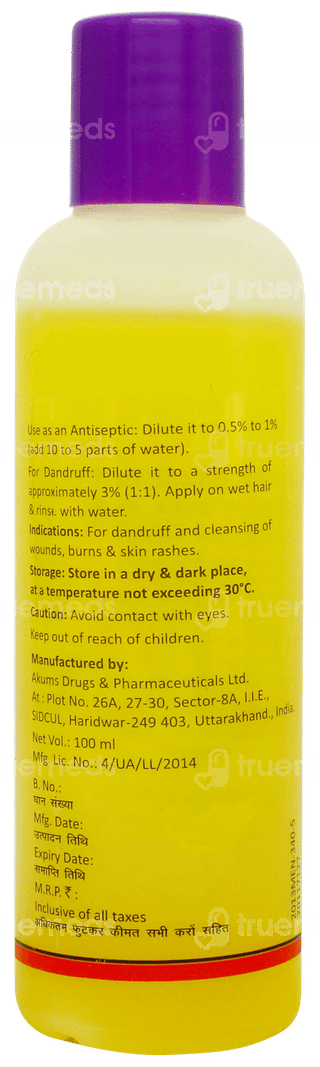 truemeds
truemeds
Use as an Antiseptic: Dilute it to 0.5% to 1%
(add 10 to 5 parts of water).
For Dandruff: Dilute it to a strength of
approximately 3% (1:1). Apply on wet hair
& rinse with water.
Indications: For dandruff and cleansing of
wounds, burns & skin rashes.
Storage: Store in a dry & dark place,
at a temperature not exceeding 30°C.
Caution: Avoid contact with eyes.
Keep out of reach of children.
Manufactured by:
Akums Drugs & Pharmaceuticals Ltd.
At : Plot No. 26A, 27-30, Sector-8A, I.I.E.,
SIDCUL, Haridwar-249 403, Uttarakhand., India.
Net Vol.: 100 ml
Mfg. Lic. No.: 4/UA/LL/2014
B. No.:
घान संख्या
Mfg. Date:
उत्पादन तिथि
Expiry Date:
समाप्ति तिथि
M.R.P ₹ :
Inclusive of all taxes
अधिकतम फुटकर कीमत सभी करों सहित
2013MEN-340-5